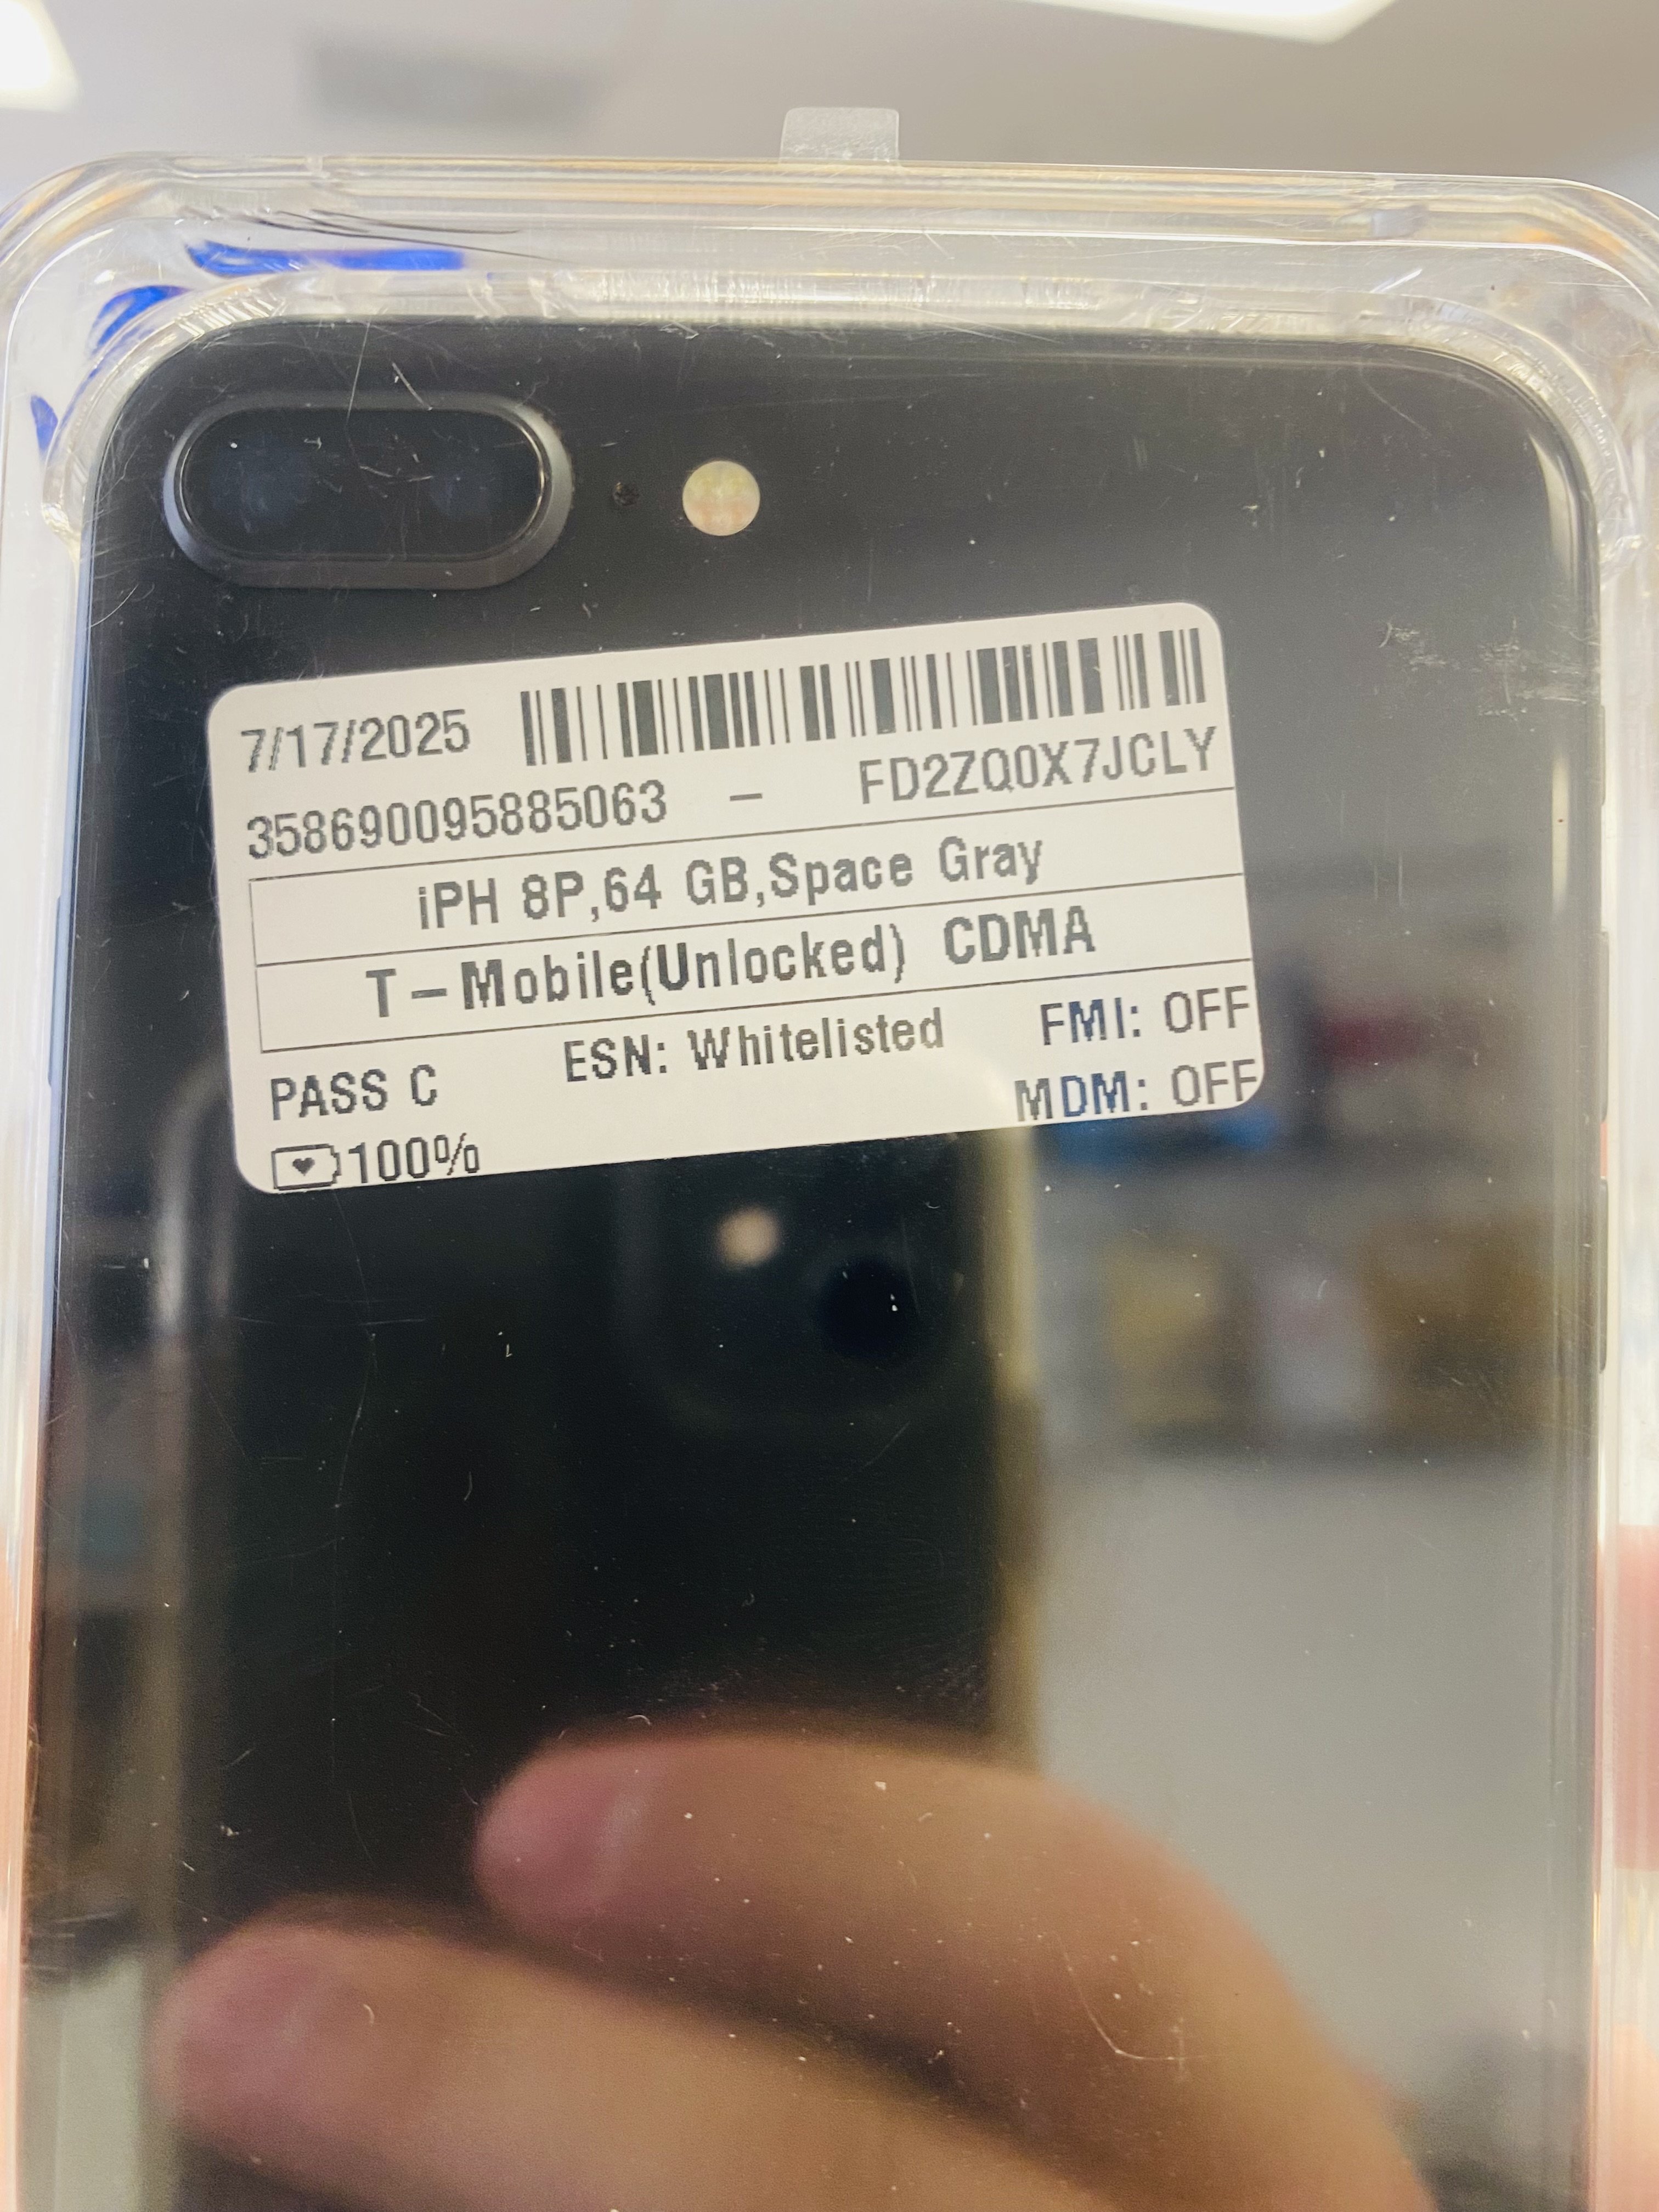 7/17/2025
358690095885063 - FD2ZQ0X7JCLY
iPH 8P,64 GB,Space Gray
T-Mobile(Unlocked) CDMA
PASS C ESN: Whitelisted FMI: OFF
100% MDM: OFF